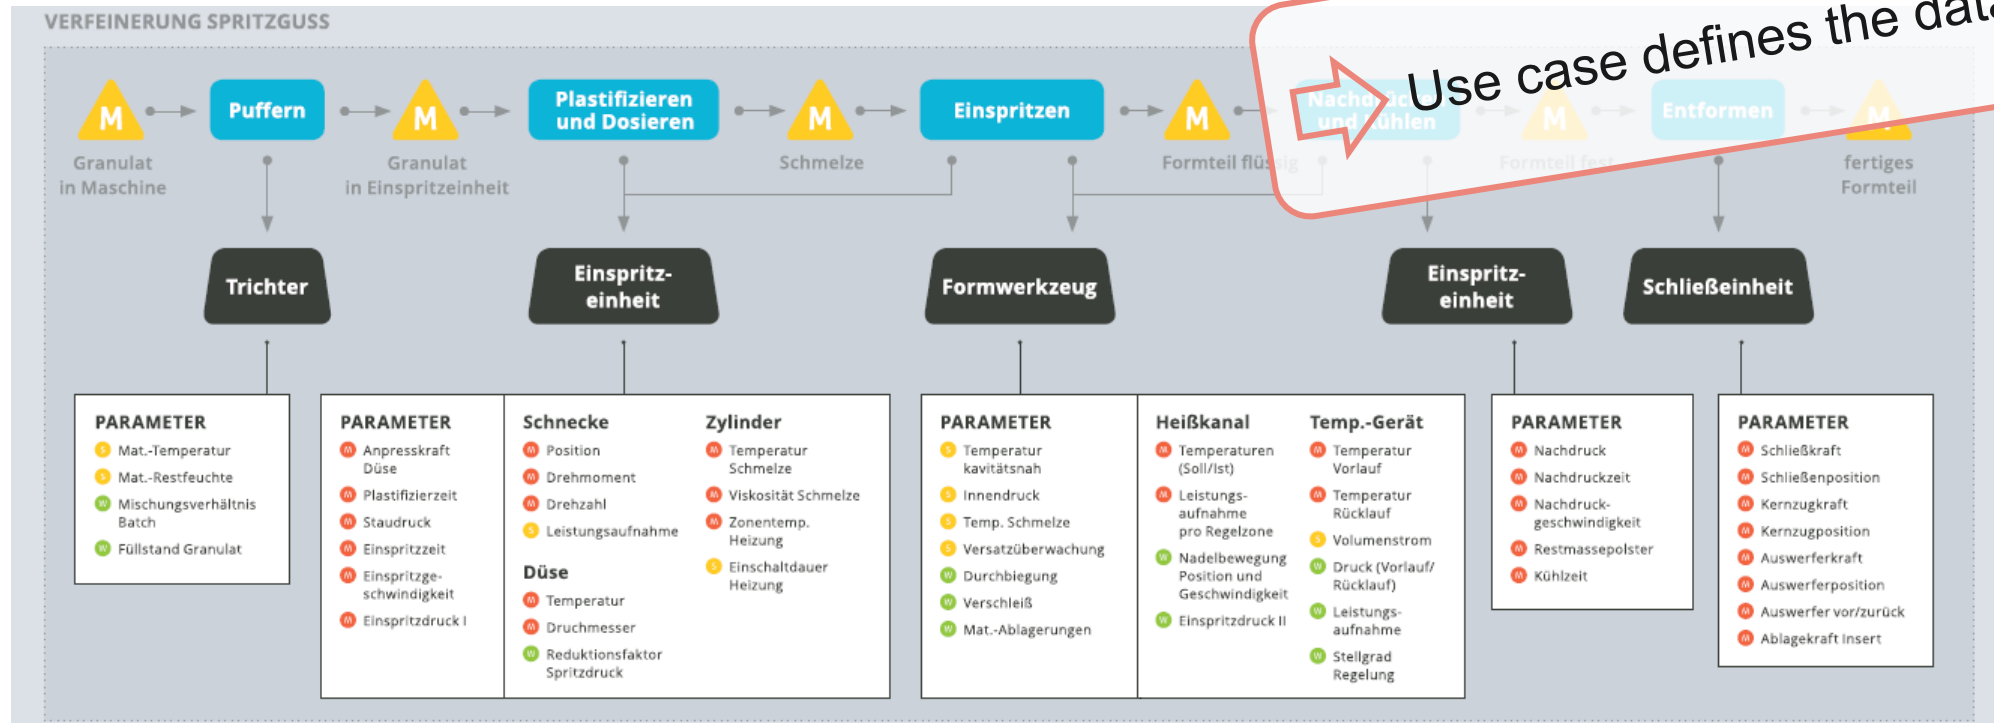 VERFEINERUNG SPRITZGUSS
Use case defines the data
M
Puffern
M
Plastifizieren
und Dosieren
M
Einspritzen
M
Nachdrücken
und Kühlen
M
Entformen
M
Granulat
in Maschine
Granulat
in Einspritzeinheit
Schmelze
Formteil flüssig
Formteil fest
fertiges
Formteil
Trichter
Einspritz-
einheit
Formwerkzeug
Einspritz-
einheit
Schließeinheit
PARAMETER
S Mat.-Temperatur
S Mat.-Restfeuchte
W Mischungsverhältnis
Batch
W Füllstand Granulat
PARAMETER
M Anpresskraft
Düse
M Plastifizierzeit
M Staudruck
M Einspritzzeit
M Einspritzge-
schwindigkeit
M Einspritzdruck I
Schnecke
M Position
M Drehmoment
M Drehzahl
S Leistungsaufnahme
Düse
M Temperatur
M Druchmesser
W Reduktionsfaktor
Spritzdruck
Zylinder
M Temperatur
Schmelze
M Viskosität Schmelze
M Zonentemp.
Heizung
S Einschaltdauer
Heizung
PARAMETER
S Temperatur
kavitätsnah
S Innendruck
S Temp. Schmelze
S Versatzüberwachung
W Durchbiegung
W Verschleiß
W Mat.-Ablagerungen
Heißkanal
M Temperaturen
(Soll/Ist)
M Leistungs-
aufnahme
pro Regelzone
W Nadelbewegung
Position und
Geschwindigkeit
W Einspritzdruck II
Temp.-Gerät
M Temperatur
Vorlauf
M Temperatur
Rücklauf
S Volumenstrom
W Druck (Vorlauf/
Rücklauf)
W Leistungs-
aufnahme
W Stellgrad
Regelung
PARAMETER
M Nachdruck
M Nachdruckzeit
M Nachdruck-
geschwindigkeit
M Restmassepolster
M Kühlzeit
PARAMETER
M Schließkraft
M Schließenposition
M Kernzugkraft
M Kernzugposition
M Auswerferkraft
M Auswerferposition
M Auswerfer vor/zurück
M Ablagekraft Insert